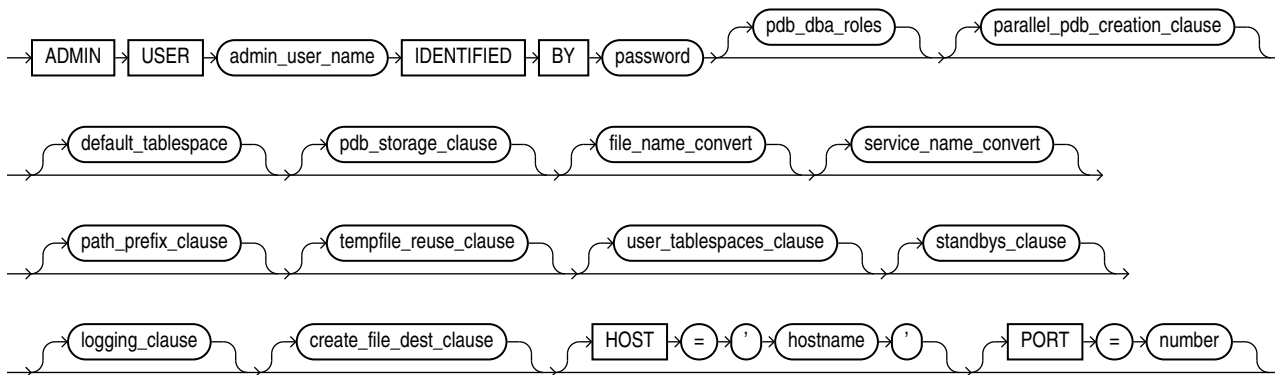 pdb_dba_roles parallel_pdb_creation_clause
ADMIN USER admin_user_name IDENTIFIED BY password
default_tablespace pdb_storage_clause file_name_convert service_name_convert
path_prefix_clause tempfile_reuse_clause user_tablespaces_clause standbys_clause
logging_clause create_file_dest_clause HOST = ' hostname ' PORT = number